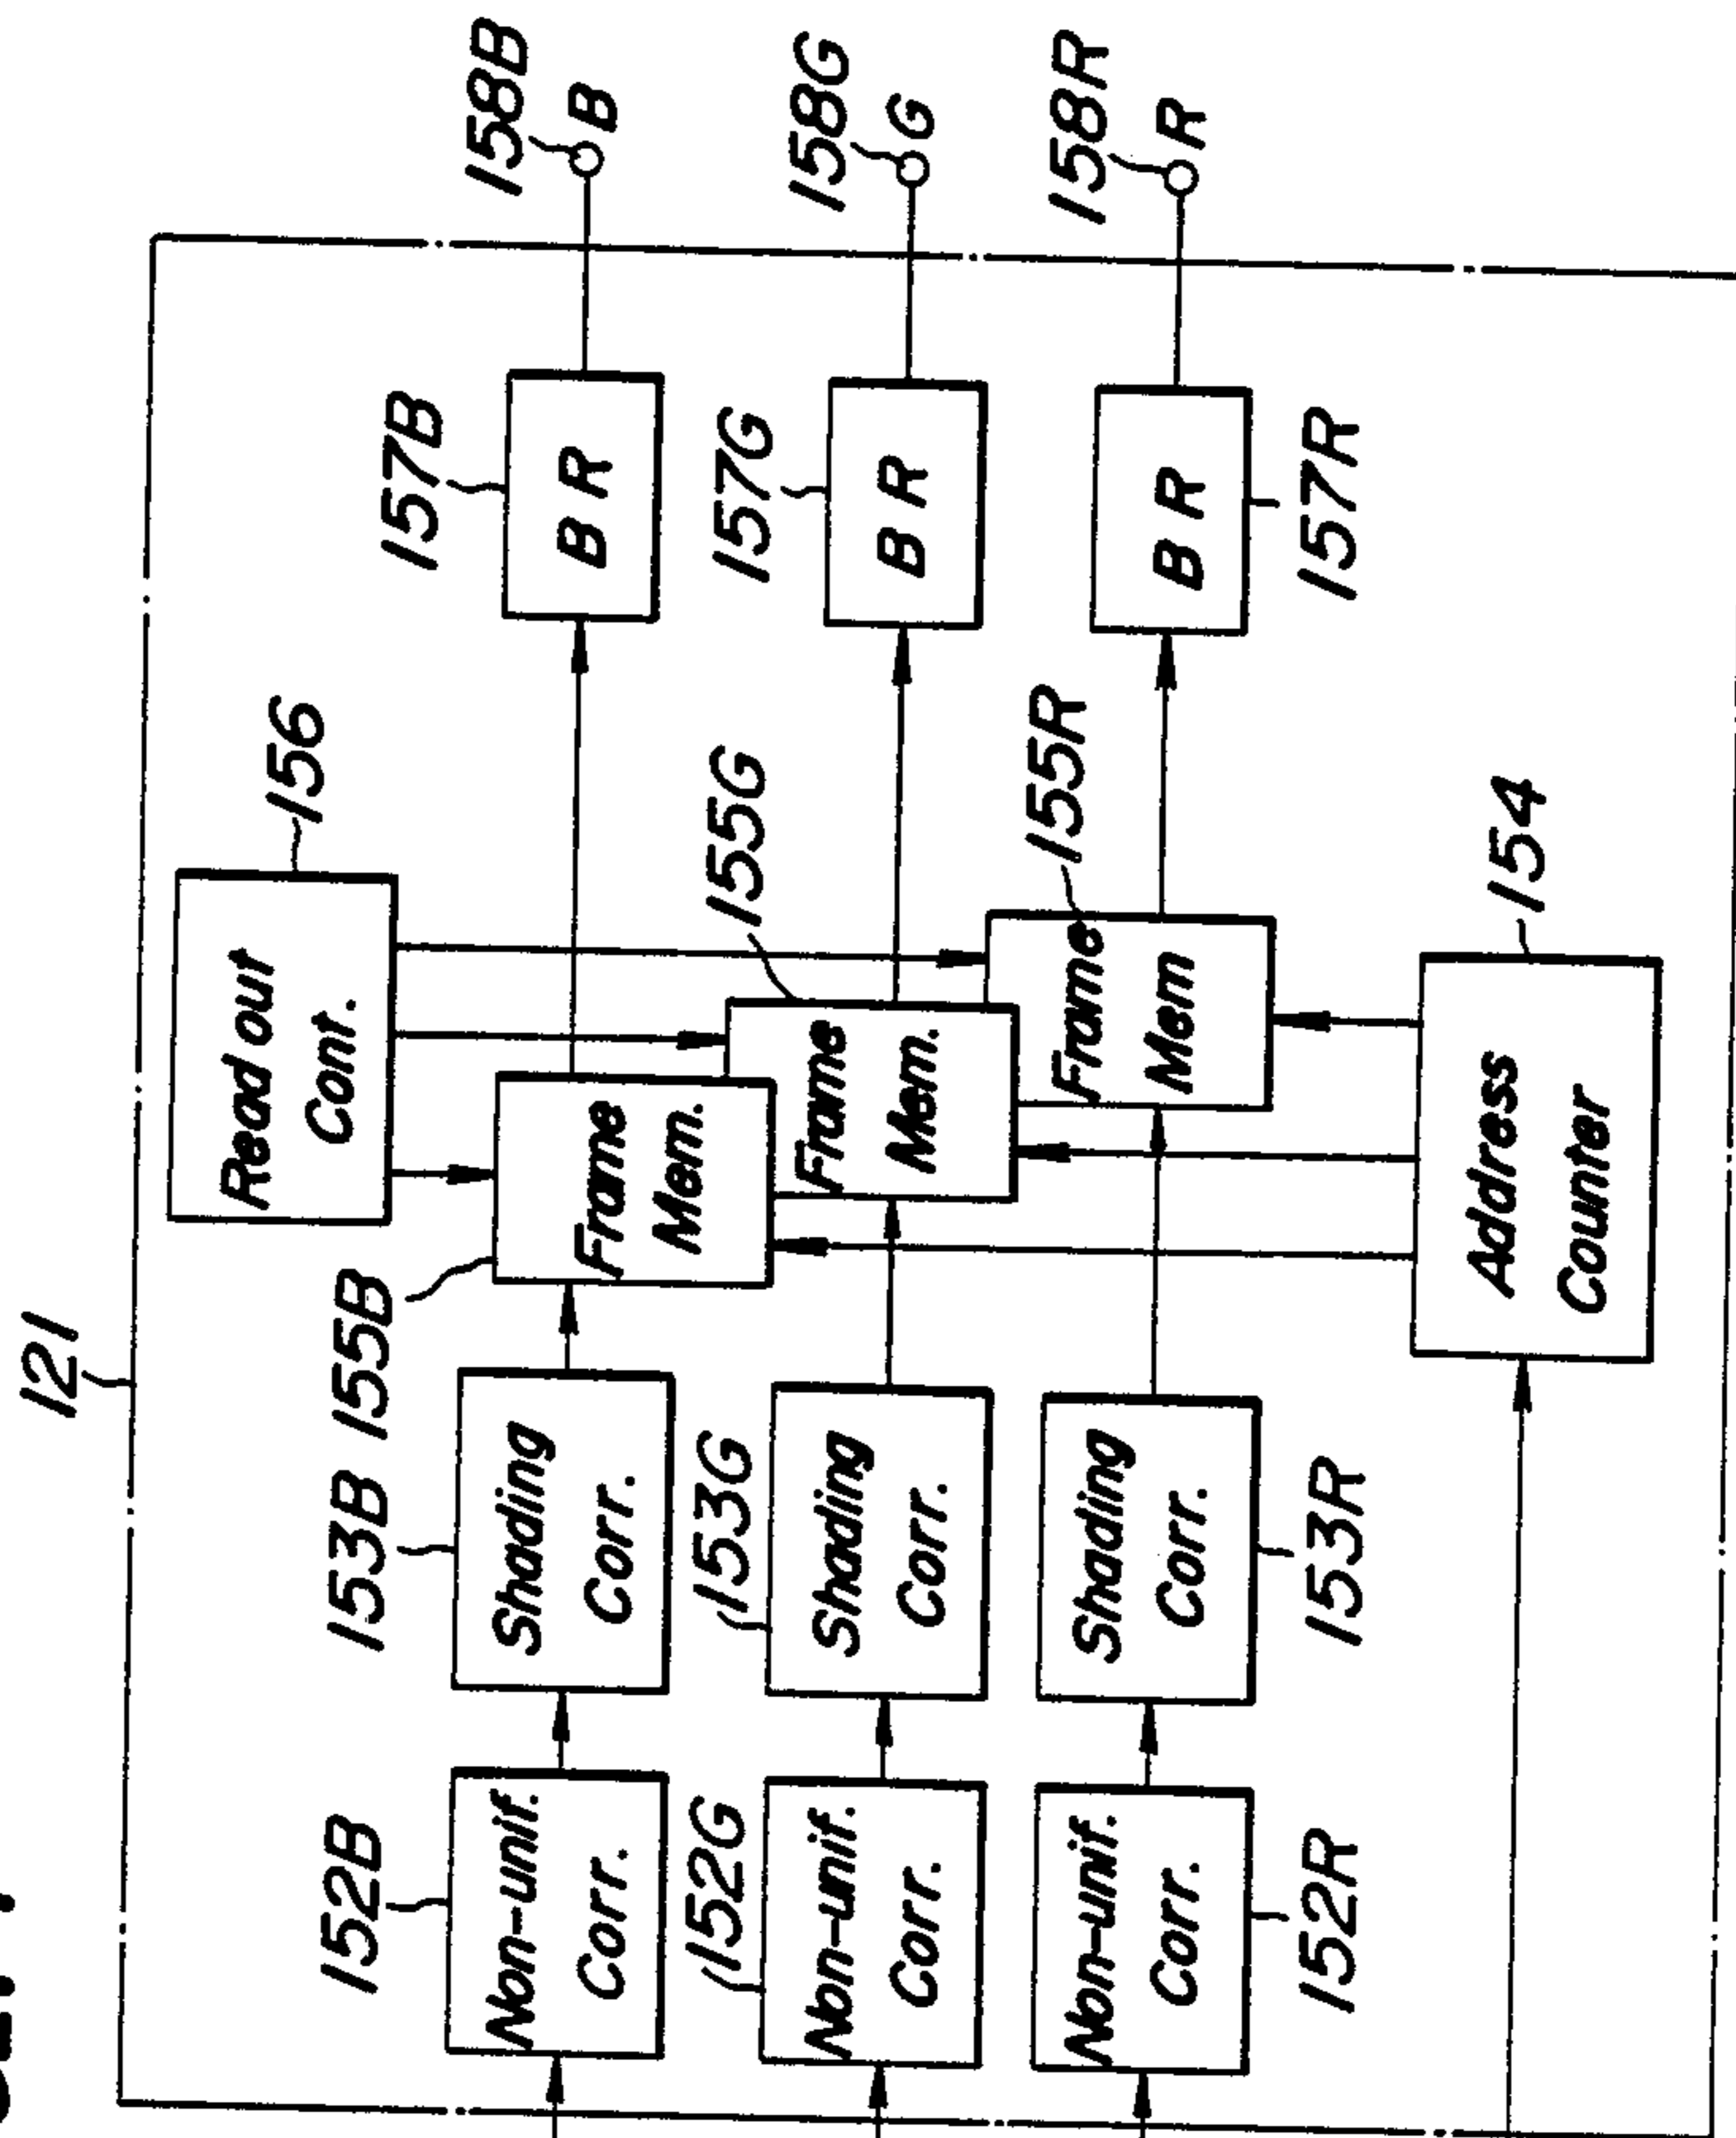 121
156
Read out
Cont.
152B
Non-unif.
Corr.
153B
Shading
Corr.
155B
Frame
Mem.
157B
B R
158B
B
152G
Non-unif.
Corr.
153G
Shading
Corr.
155G
Frame
Mem.
157G
B R
158G
G
152R
Non-unif.
Corr.
153R
Shading
Corr.
155R
Frame
Mem
157R
B R
158R
R
154
Address
Counter